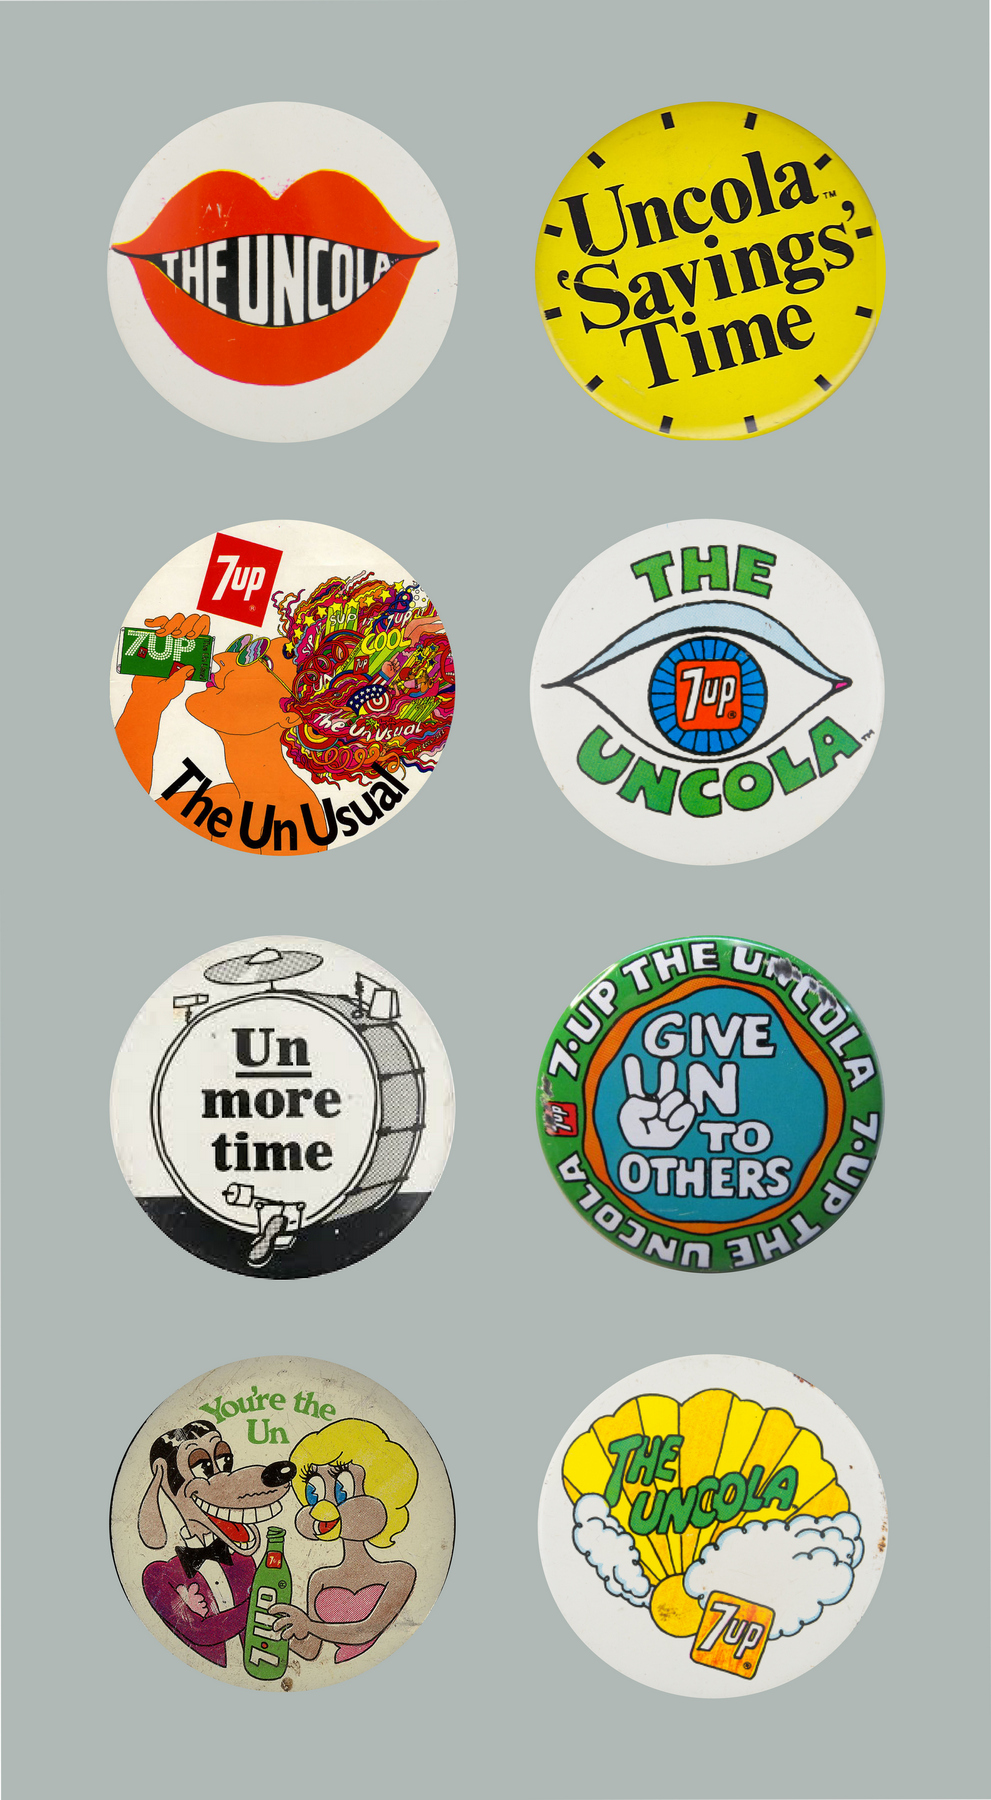 THE UNCOLA
Uncola™
'Savings'
Time
7up®
7UP
SUP
7UP
COOL
UN
The Un Usual
The Un Usual
THE
7up®
UNCOLA™
Un
more
time
7·UP THE UNCOLA
7·UP THE UNCOLA
7up
GIVE
UN
TO
OTHERS
You're the
Un
7up
®
7·UP
THE
UNCOLA
7up®